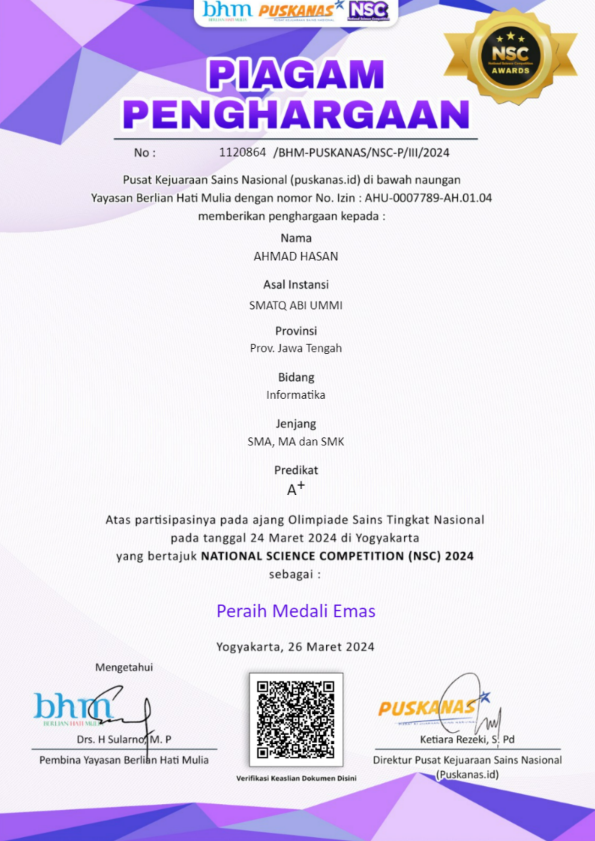 bhm PUSKANAS NSC
BERLIAN HATI MULIA
National Science Competition
NSC
National Science Competition
AWARDS
PIAGAM
PENGHARGAAN
No : 1120864 /BHM-PUSKANAS/NSC-P/III/2024
Pusat Kejuaraan Sains Nasional (puskanas.id) di bawah naungan
Yayasan Berlian Hati Mulia dengan nomor No. Izin : AHU-0007789-AH.01.04
memberikan penghargaan kepada :
Nama
AHMAD HASAN
Asal Instansi
SMATQ ABI UMMI
Provinsi
Prov. Jawa Tengah
Bidang
Informatika
Jenjang
SMA, MA dan SMK
Predikat
A+
Atas partisipasinya pada ajang Olimpiade Sains Tingkat Nasional
pada tanggal 24 Maret 2024 di Yogyakarta
yang bertajuk NATIONAL SCIENCE COMPETITION (NSC) 2024
sebagai :
Peraih Medali Emas
Yogyakarta, 26 Maret 2024
Mengetahui
bhm
BERLIAN HATI MULIA
PUSKANAS
Drs. H Sularno, M. P
Pembina Yayasan Berlian Hati Mulia
Verifikasi Keaslian Dokumen Disini
Ketiara Rezeki, S. Pd
Direktur Pusat Kejuaraan Sains Nasional
(Puskanas.id)